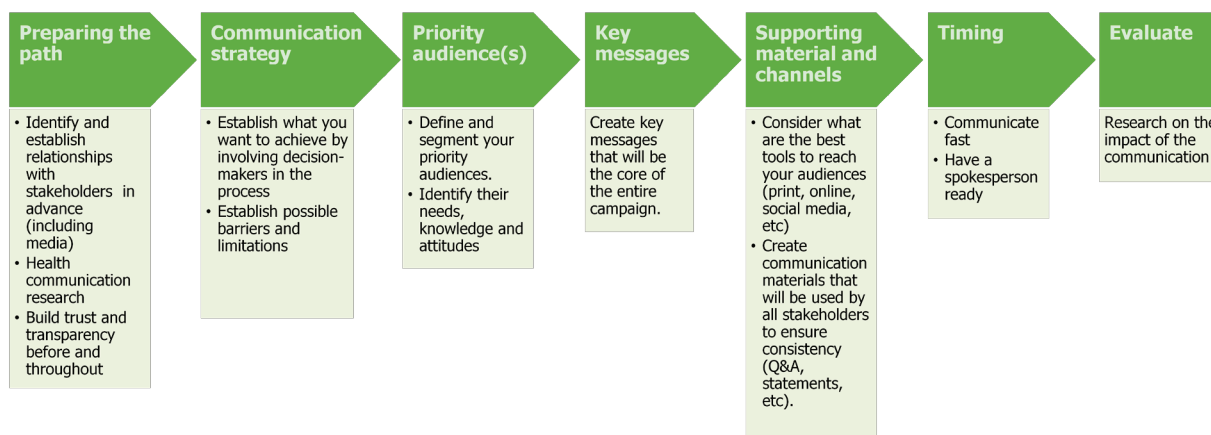 Preparing the
path
• Identify and
establish
relationships
with
stakeholders in
advance
(including
media)
• Health
communication
research
• Build trust and
transparency
before and
throughout
Communication
strategy
• Establish what you
want to achieve by
involving decision-
makers in the
process
• Establish possible
barriers and
limitations
Priority
audience(s)
• Define and
segment your
priority
audiences.
• Identify their
needs,
knowledge and
attitudes
Key
messages
Create key
messages
that will be
the core of
the entire
campaign.
Supporting
material and
channels
• Consider what
are the best
tools to reach
your audiences
(print, online,
social media,
etc)
• Create
communication
materials that
will be used by
all stakeholders
to ensure
consistency
(Q&A,
statements,
etc).
Timing
• Communicate
fast
• Have a
spokesperson
ready
Evaluate
Research on the
impact of the
communication